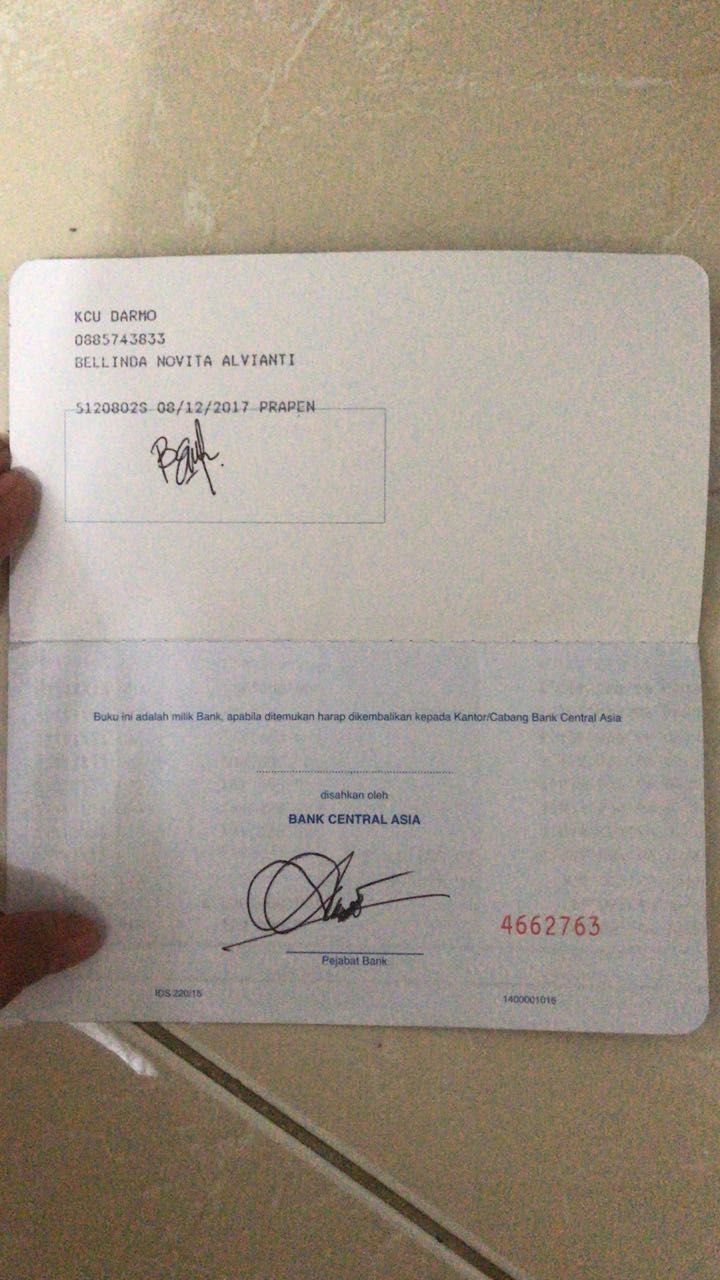 KCU DARMO
0885743833
BELLINDA NOVITA ALVIANTI
5120802S 08/12/2017 PRAPEN
Buku ini adalah milik Bank, apabila ditemukan harap dikembalikan kepada Kantor/Cabang Bank Central Asia
disahkan oleh
BANK CENTRAL ASIA
4662763
Pejabat Bank
IDS 220/15
1400001016